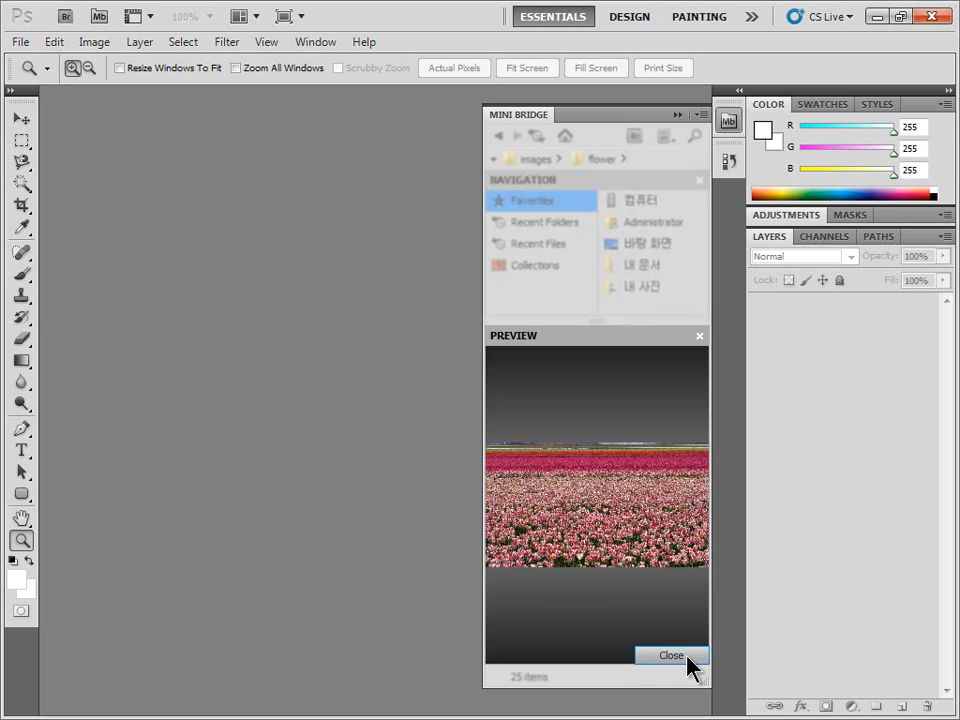 Ps Br Mb 100% ESSENTIALS DESIGN PAINTING CS Live
File Edit Image Layer Select Filter View Window Help
Resize Windows To Fit Zoom All Windows Scrubby Zoom Actual Pixels Fit Screen Fill Screen Print Size
MINI BRIDGE
images flower
NAVIGATION
Favorites
Recent Folders
Recent Files
Collections
컴퓨터
Administrator
바탕 화면
내 문서
내 사진
PREVIEW
Close
25 items
Mb
COLOR SWATCHES STYLES
R 255
G 255
B 255
ADJUSTMENTS MASKS
LAYERS CHANNELS PATHS
Normal Opacity: 100%
Lock: Fill: 100%